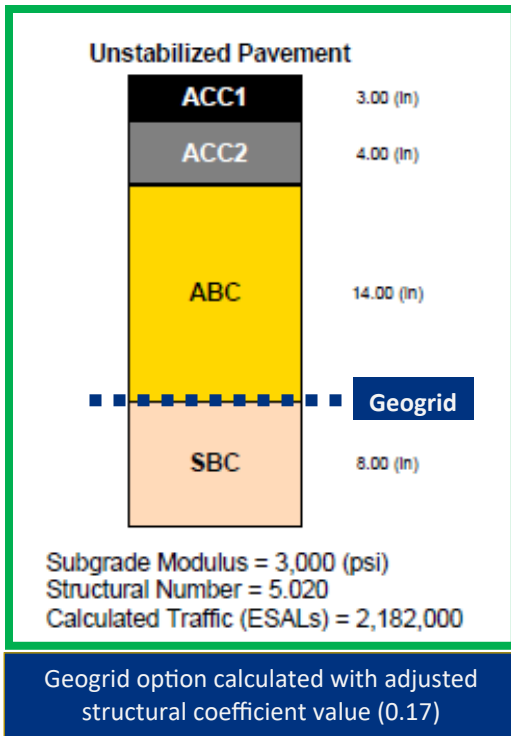 Unstabilized Pavement
ACC1 3.00 (In)
ACC2 4.00 (In)
ABC 14.00 (In)
Geogrid
SBC 8.00 (In)
Subgrade Modulus = 3,000 (psi)
Structural Number = 5.020
Calculated Traffic (ESALs) = 2,182,000
Geogrid option calculated with adjusted
structural coefficient value (0.17)